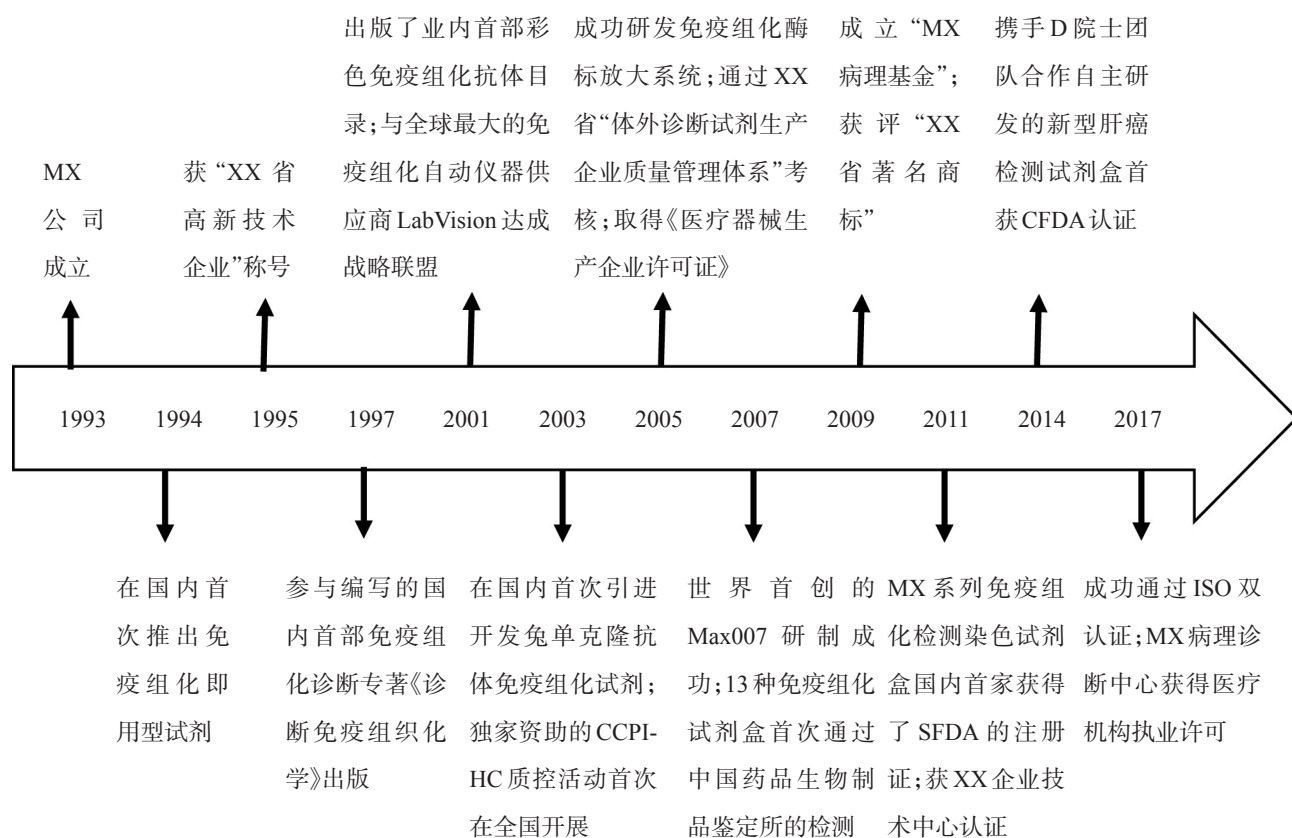 MX
公司
成立
获“XX省
高新技术
企业”称号
出版了业内首部彩
色免疫组化抗体目
录;与全球最大的免
疫组化自动仪器供
应商LabVision达成
战略联盟
成功研发免疫组化酶
标放大系统;通过XX
省“体外诊断试剂生产
企业质量管理体系”考
核;取得《医疗器械生
产企业许可证》
成立“MX
病理基金”;
获评“XX
省著名商
标”
携手D院士团
队合作自主研
发的新型肝癌
检测试剂盒首
获CFDA认证
1993 1994 1995 1997 2001 2003 2005 2007 2009 2011 2014 2017
在国内首
次推出免
疫组化即
用型试剂
参与编写的国
内首部免疫组
化诊断专著《诊
断免疫组织化
学》出版
在国内首次引进
开发兔单克隆抗
体免疫组化试剂;
独家资助的CCPI-
HC质控活动首次
在全国开展
世界首创的
Max007研制成
功;13种免疫组化
试剂盒首次通过
中国药品生物制
品鉴定所的检测
MX系列免疫组
化检测染色试剂
盒国内首家获得
了SFDA的注册
证;获XX企业技
术中心认证
成功通过ISO双
认证;MX病理诊
断中心获得医疗
机构执业许可